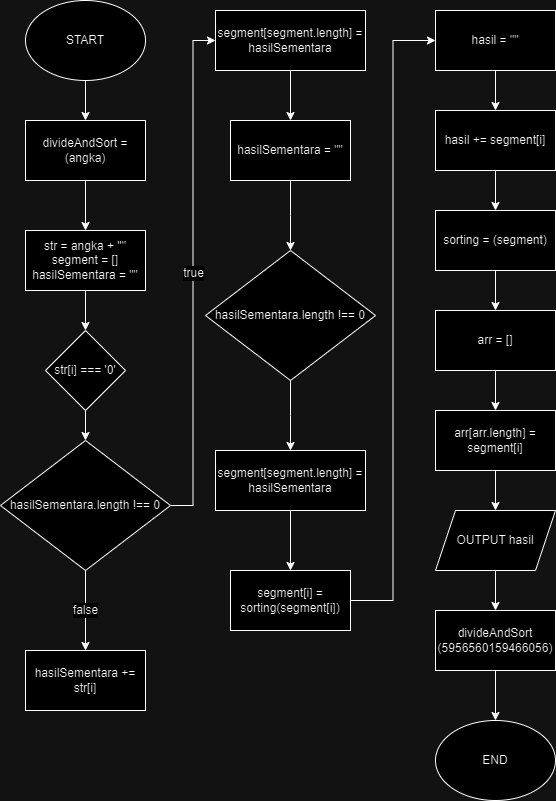 START
divideAndSort =
(angka)
str = angka + ""
segment = []
hasilSementara = ""
str[i] === '0'
hasilSementara.length !== 0
false
hasilSementara +=
str[i]
true
segment[segment.length] =
hasilSementara
hasilSementara = ""
hasilSementara.length !== 0
segment[segment.length] =
hasilSementara
segment[i] =
sorting(segment[i])
hasil = ""
hasil += segment[i]
sorting = (segment)
arr = []
arr[arr.length] =
segment[i]
OUTPUT hasil
divideAndSort
(5956560159466056)
END